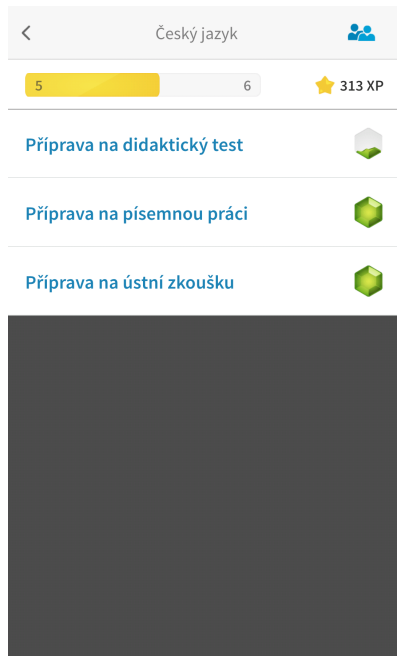 Český jazyk
5 6 313 XP
Příprava na didaktický test
Příprava na písemnou práci
Příprava na ústní zkoušku